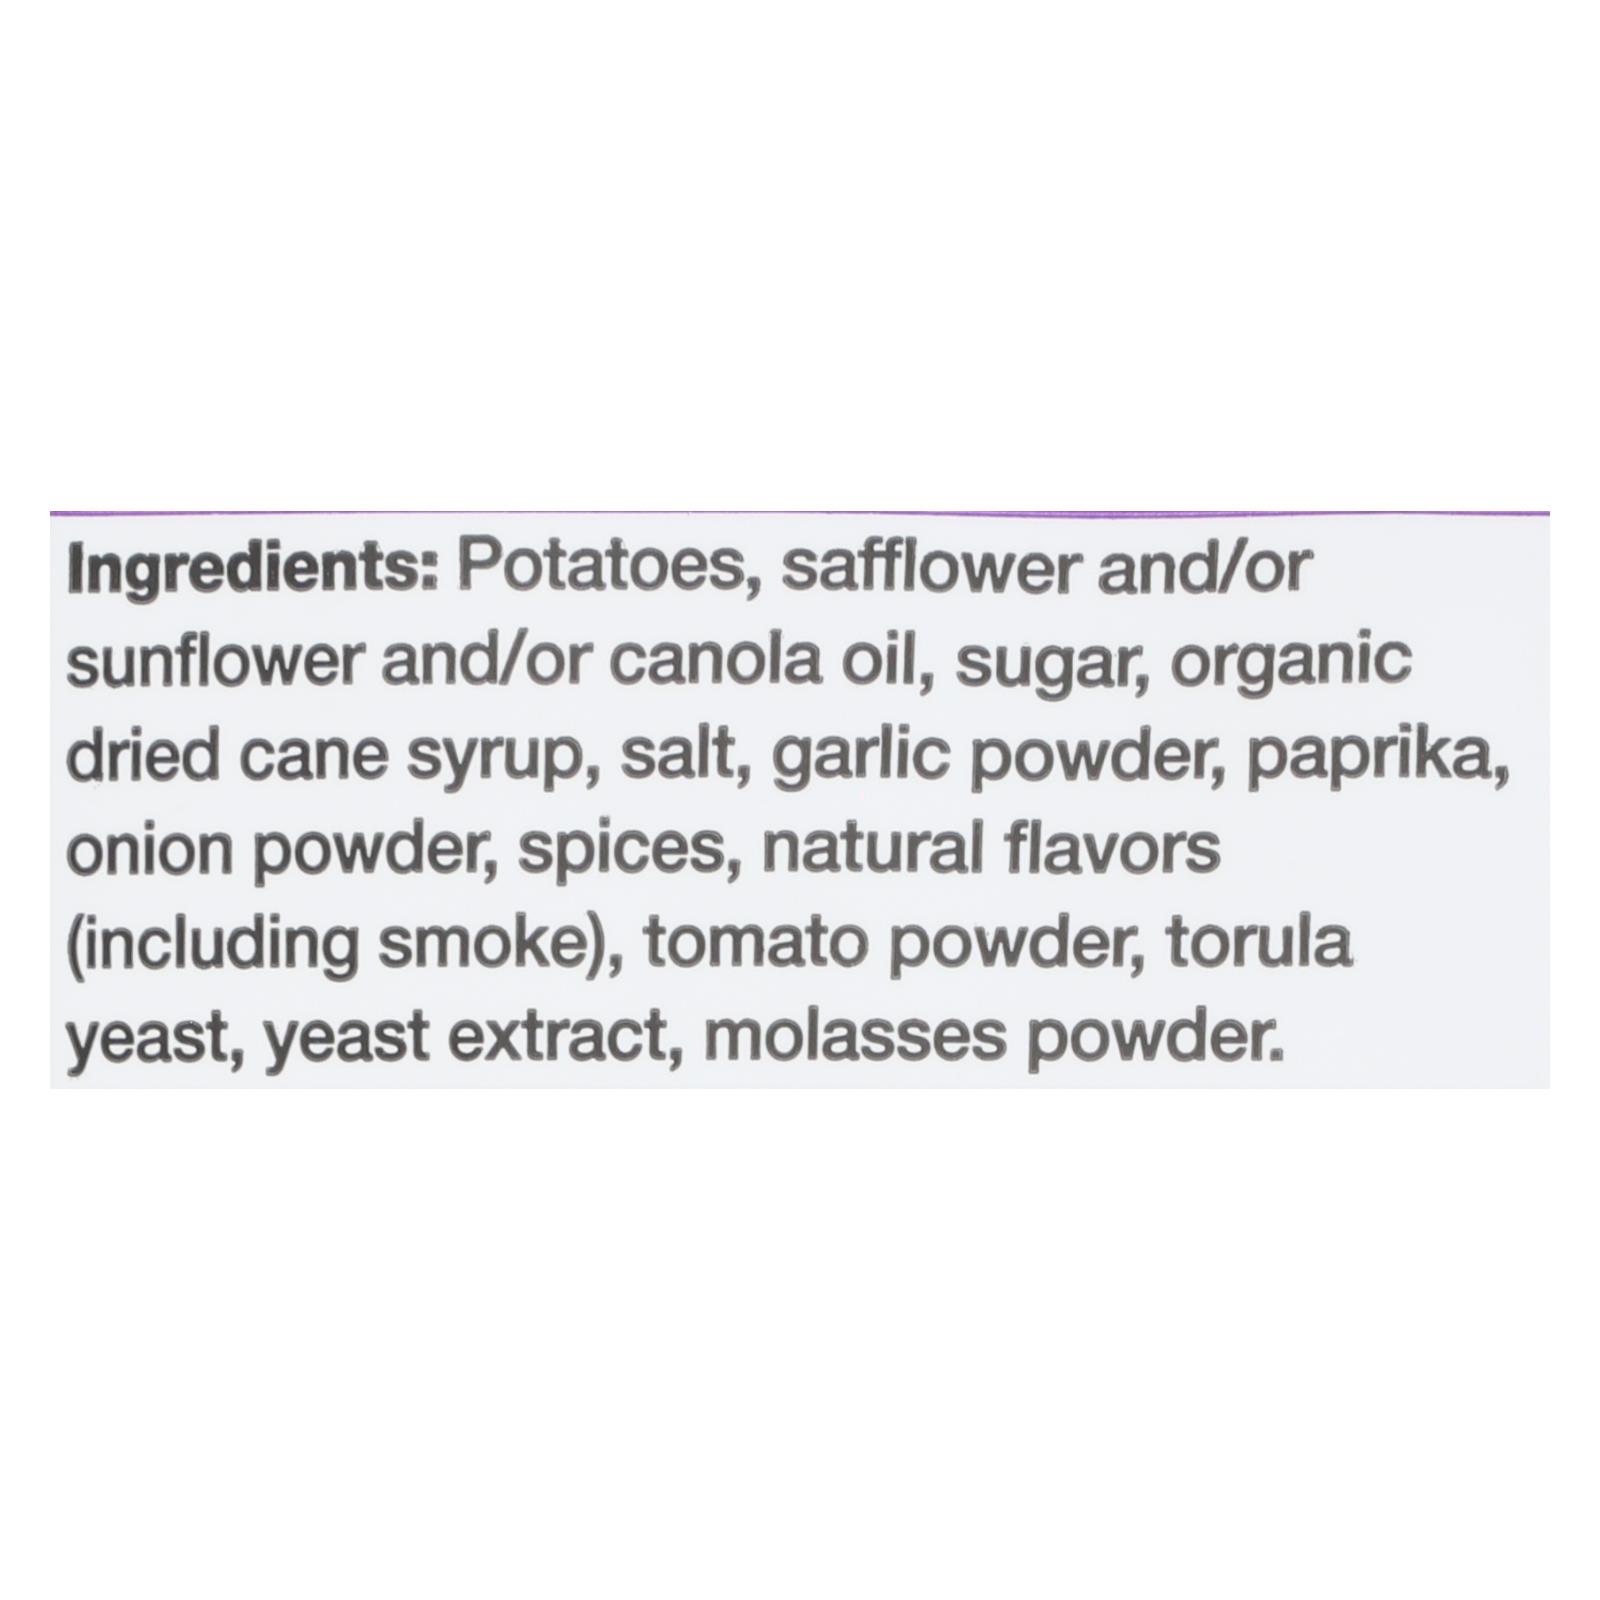 Ingredients: Potatoes, safflower and/or
sunflower and/or canola oil, sugar, organic
dried cane syrup, salt, garlic powder, paprika,
onion powder, spices, natural flavors
(including smoke), tomato powder, torula
yeast, yeast extract, molasses powder.